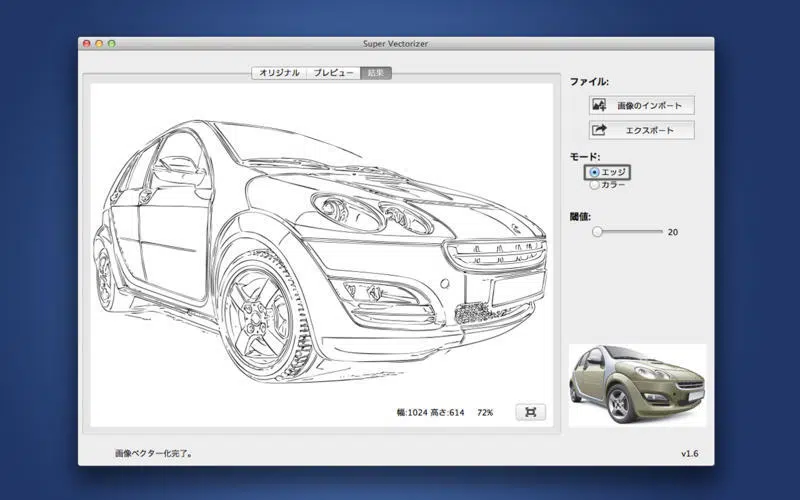 Super Vectorizer
オリジナル プレビュー 結果
ファイル:
画像のインポート
エクスポート
モード:
エッジ
カラー
閾値:
20
幅:1024 高さ:614 72%
画像ベクター化完了。
v1.6